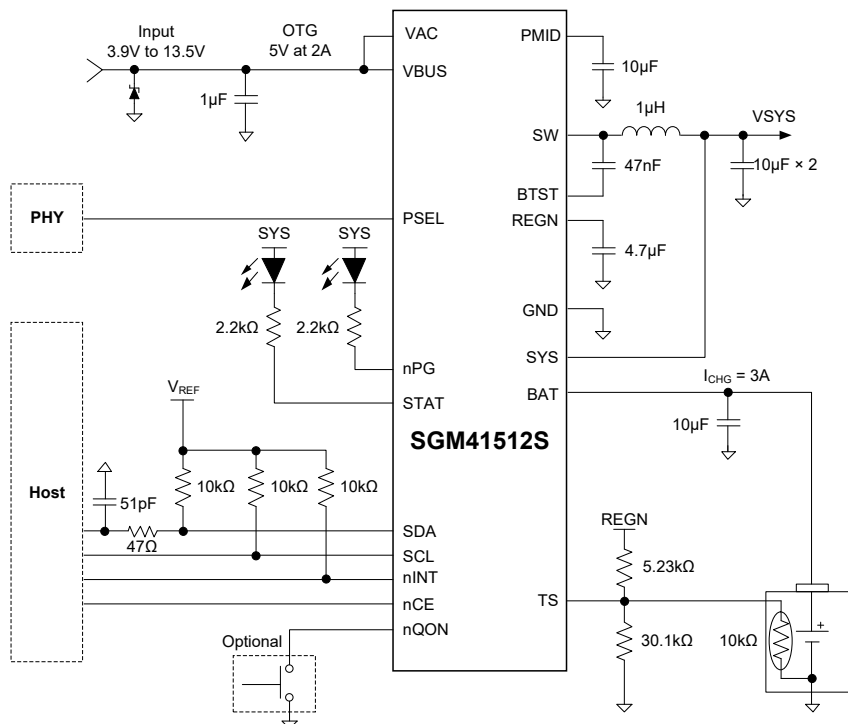 Input
3.9V to 13.5V
OTG
5V at 2A
1µF
VAC
VBUS
PMID
10µF
1µH
VSYS
SW
47nF
10µF × 2
BTST
PHY
PSEL
REGN
4.7µF
SYS
SYS
2.2kΩ
2.2kΩ
GND
SYS
nPG
STAT
BAT
I_CHG = 3A
10µF
SGM41512S
V_REF
Host
51pF
10kΩ
10kΩ
10kΩ
47Ω
SDA
SCL
nINT
nCE
nQON
Optional
REGN
5.23kΩ
TS
30.1kΩ
10kΩ
+